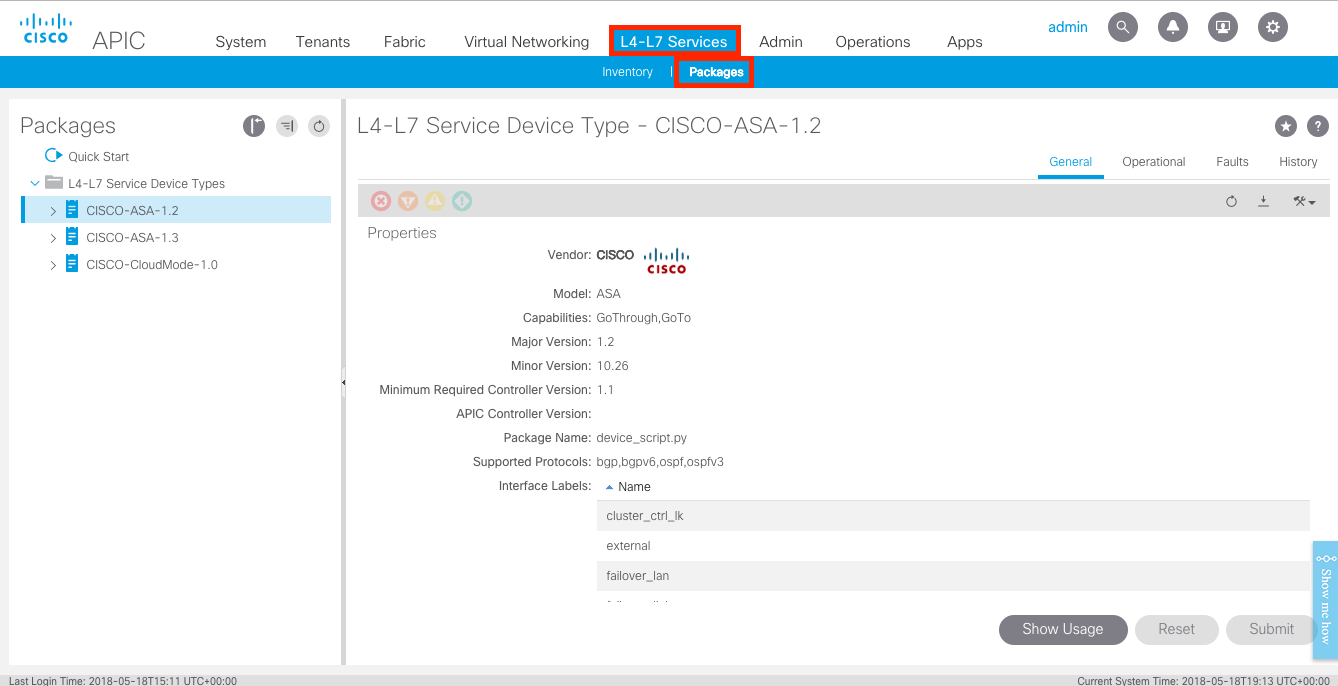 CISCO APIC
System Tenants Fabric Virtual Networking L4-L7 Services Admin Operations Apps admin
Inventory | Packages
Packages
Quick Start
L4-L7 Service Device Types
CISCO-ASA-1.2
CISCO-ASA-1.3
CISCO-CloudMode-1.0
L4-L7 Service Device Type - CISCO-ASA-1.2
General Operational Faults History
Properties
Vendor: CISCO CISCO
Model: ASA
Capabilities: GoThrough,GoTo
Major Version: 1.2
Minor Version: 10.26
Minimum Required Controller Version: 1.1
APIC Controller Version:
Package Name: device_script.py
Supported Protocols: bgp,bgpv6,ospf,ospfv3
Interface Labels: Name
cluster_ctrl_lk
external
failover_lan
Show Usage Reset Submit
Show me how
Last Login Time: 2018-05-18T15:11 UTC+00:00 Current System Time: 2018-05-18T19:13 UTC+00:00